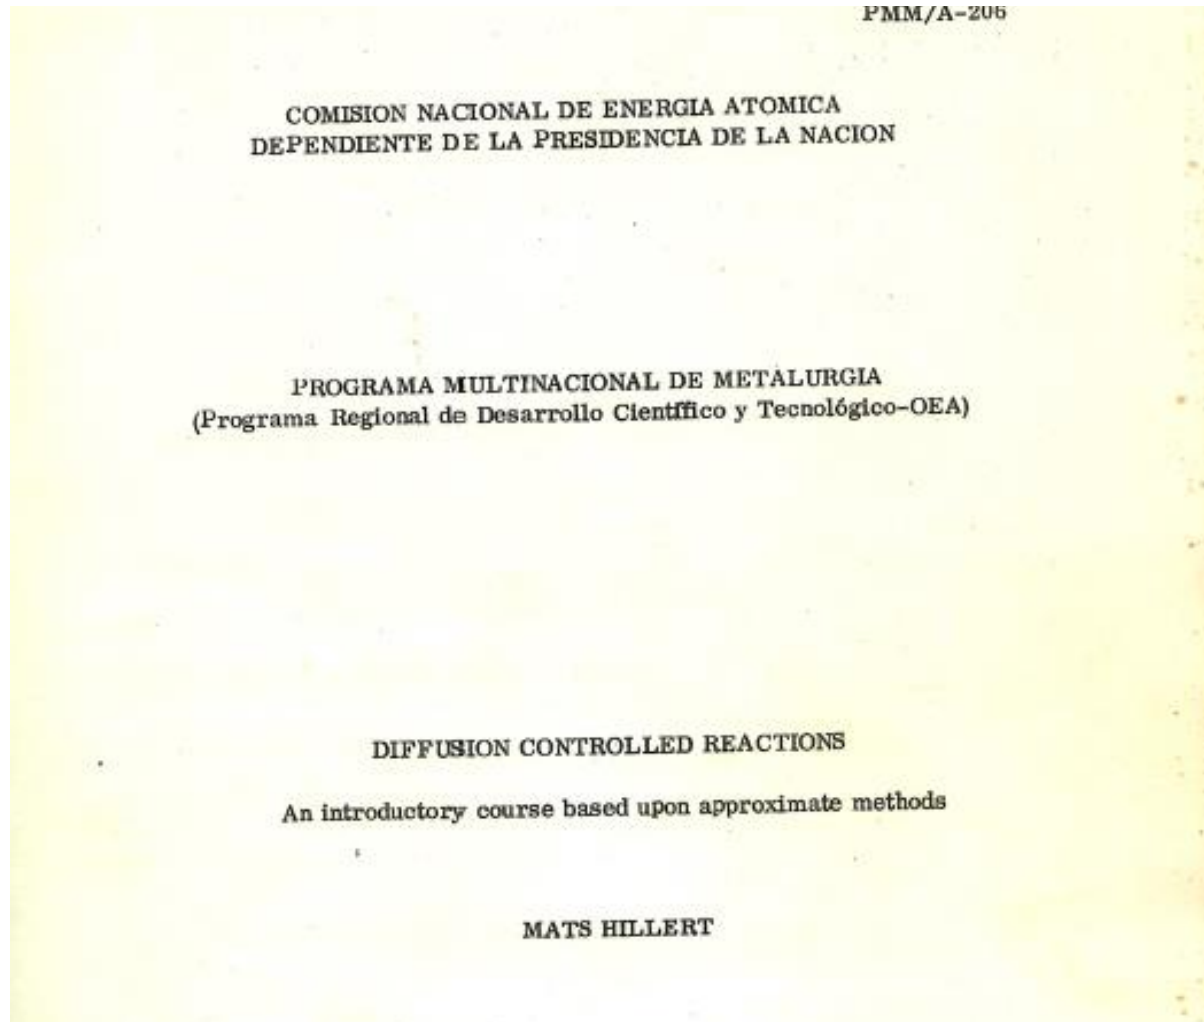 PMM/A-206
COMISION NACIONAL DE ENERGIA ATOMICA
DEPENDIENTE DE LA PRESIDENCIA DE LA NACION
PROGRAMA MULTINACIONAL DE METALURGIA
(Programa Regional de Desarrollo Científico y Tecnológico-OEA)
DIFFUSION CONTROLLED REACTIONS
An introductory course based upon approximate methods
MATS HILLERT